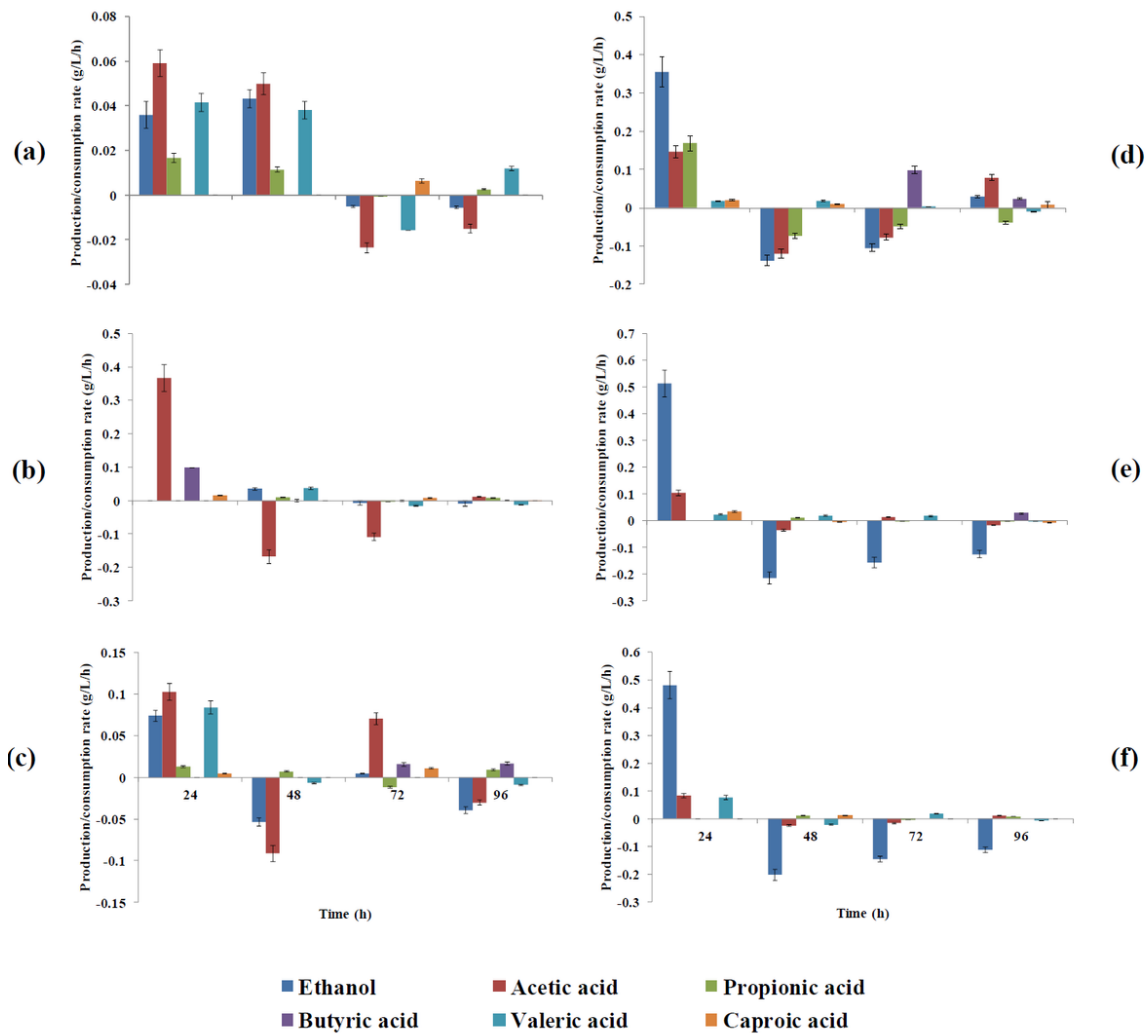 (a)
Production/consumption rate (g/L/h)
0.08
0.06
0.04
0.02
0
-0.02
-0.04
(d)
Production/consumption rate (g/L/h)
0.5
0.4
0.3
0.2
0.1
0
-0.1
-0.2
(b)
Production/consumption rate (g/L/h)
0.5
0.4
0.3
0.2
0.1
0
-0.1
-0.2
-0.3
(e)
Production/consumption rate (g/L/h)
0.7
0.6
0.5
0.4
0.3
0.2
0.1
0
-0.1
-0.2
-0.3
(c)
Production/consumption rate (g/L/h)
0.15
0.1
0.05
0
-0.05
-0.1
-0.15
24 48 72 96
Time (h)
(f)
Production/consumption rate (g/L/h)
0.6
0.5
0.4
0.3
0.2
0.1
0
-0.1
-0.2
-0.3
24 48 72 96
Time (h)
Ethanol Acetic acid Propionic acid
Butyric acid Valeric acid Caproic acid